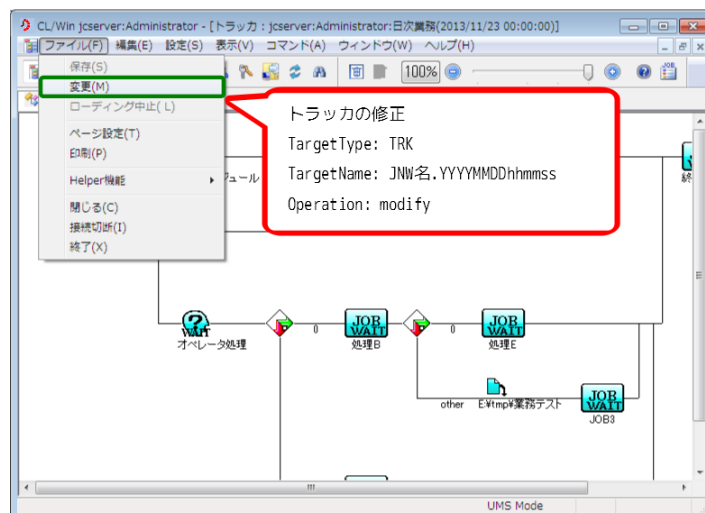 CL/Win jcserver:Administrator - [トラッカ : jcserver:Administrator:日次業務(2013/11/23 00:00:00)]
ファイル(F) 編集(E) 設定(S) 表示(V) コマンド(A) ウィンドウ(W) ヘルプ(H)
100%
保存(S)
変更(M)
ローディング中止(L)
ページ設定(T)
印刷(P)
Helper機能
閉じる(C)
接続切断(I)
終了(X)
トラッカの修正
TargetType: TRK
TargetName: JNW名.YYYYMMDDhhmmss
Operation: modify
ジュール
終
WAIT
オペレータ処理
0
JOB
WAIT
処理B
0
JOB
WAIT
処理E
other
E:¥tmp¥業務テスト
JOB
WAIT
JOB3
UMS Mode